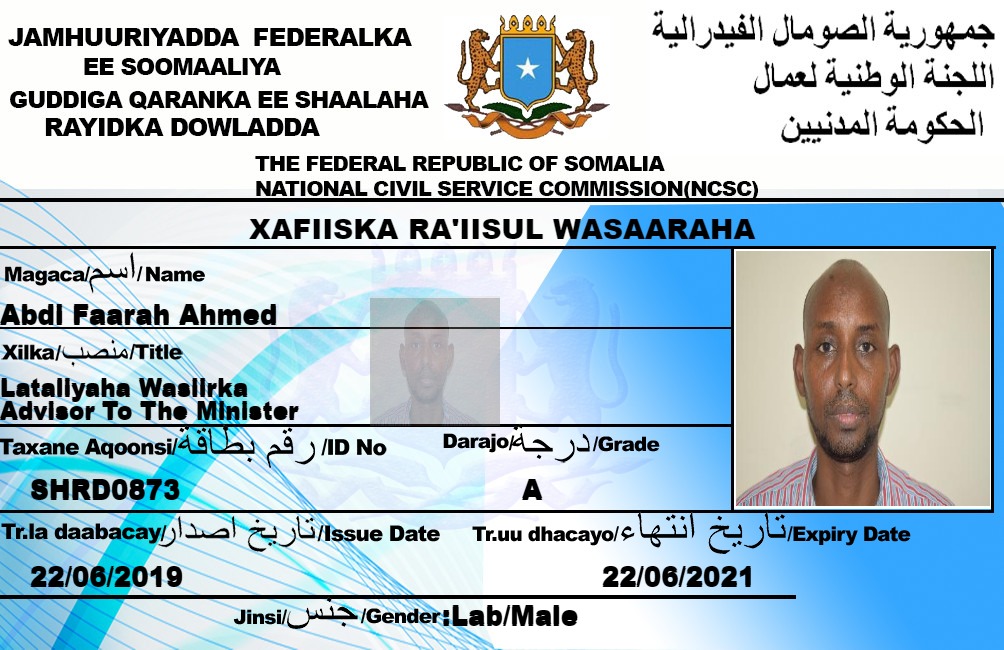 JAMHUURIYADDA FEDERALKA
EE SOOMAALIYA
GUDDIGA QARANKA EE SHAALAHA
RAYIDKA DOWLADDA
جمهورية الصومال الفيدرالية
اللجنة الوطنية لعمال
الحكومة المدنيين
THE FEDERAL REPUBLIC OF SOMALIA
NATIONAL CIVIL SERVICE COMMISSION(NCSC)
XAFIISKA RA'IISUL WASAARAHA
Magaca/اسم/Name
Abdi Faarah Ahmed
Xilka/منصب/Title
Lataliyaha Wasiirka
Advisor To The Minister
Taxane Aqoonsi/رقم بطاقة/ID No
Darajo/درجة/Grade
SHRD0873
A
Tr.la daabacay/تاريخ اصدار/Issue Date
Tr.uu dhacayo/تاريخ انتهاء/Expiry Date
22/06/2019
22/06/2021
Jinsi/جنس/Gender:Lab/Male